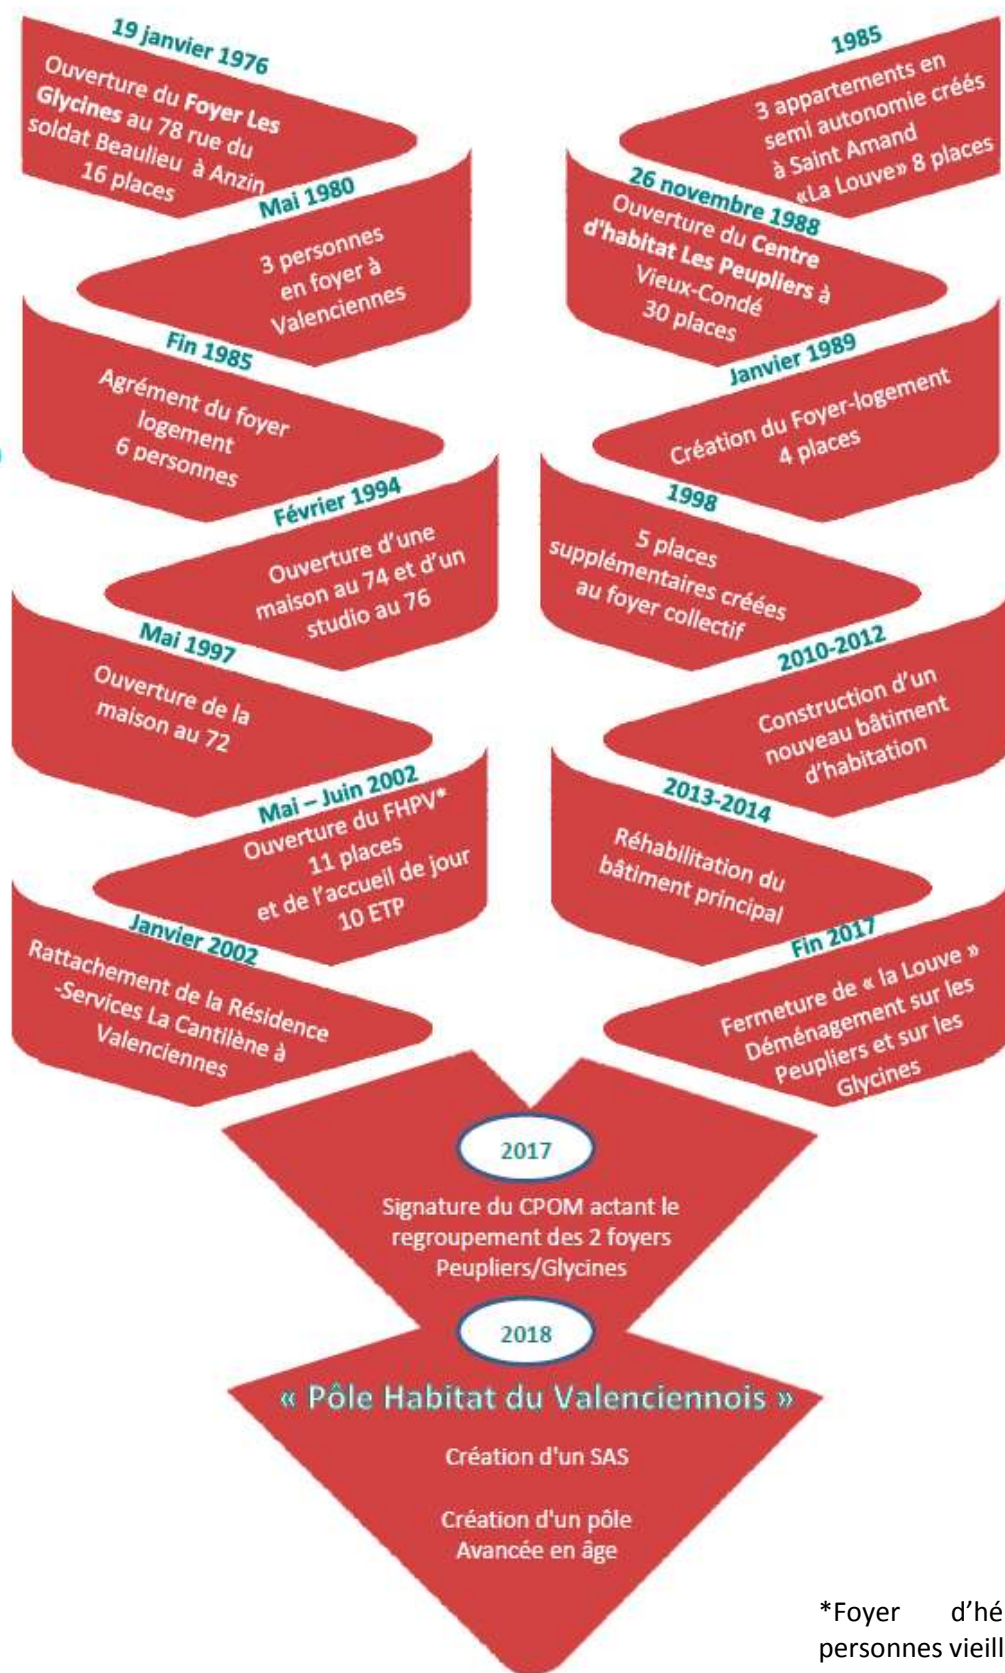 19 janvier 1976
Ouverture du Foyer Les
Glycines au 78 rue du
soldat Beaulieu à Anzin
16 places
Mai 1980
3 personnes
en foyer à
Valenciennes
Fin 1985
Agrément du foyer
logement
6 personnes
Février 1994
Ouverture d’une
maison au 74 et d’un
studio au 76
Mai 1997
Ouverture de la
maison au 72
Mai – Juin 2002
Ouverture du FHPV*
11 places
et de l’accueil de jour
10 ETP
Janvier 2002
Rattachement de la Résidence
-Services La Cantilène à
Valenciennes
1985
3 appartements en
semi autonomie créés
à Saint Amand
«La Louve» 8 places
26 novembre 1988
Ouverture du Centre
d'habitat Les Peupliers à
Vieux-Condé
30 places
Janvier 1989
Création du Foyer-logement
4 places
1998
5 places
supplémentaires créées
au foyer collectif
2010-2012
Construction d’un
nouveau bâtiment
d’habitation
2013-2014
Réhabilitation du
bâtiment principal
Fin 2017
Fermeture de « la Louve »
Déménagement sur les
Peupliers et sur les
Glycines
2017
Signature du CPOM actant le
regroupement des 2 foyers
Peupliers/Glycines
2018
« Pôle Habitat du Valenciennois »
Création d'un SAS
Création d'un pôle
Avancée en âge
*Foyer d’hé
personnes vieill